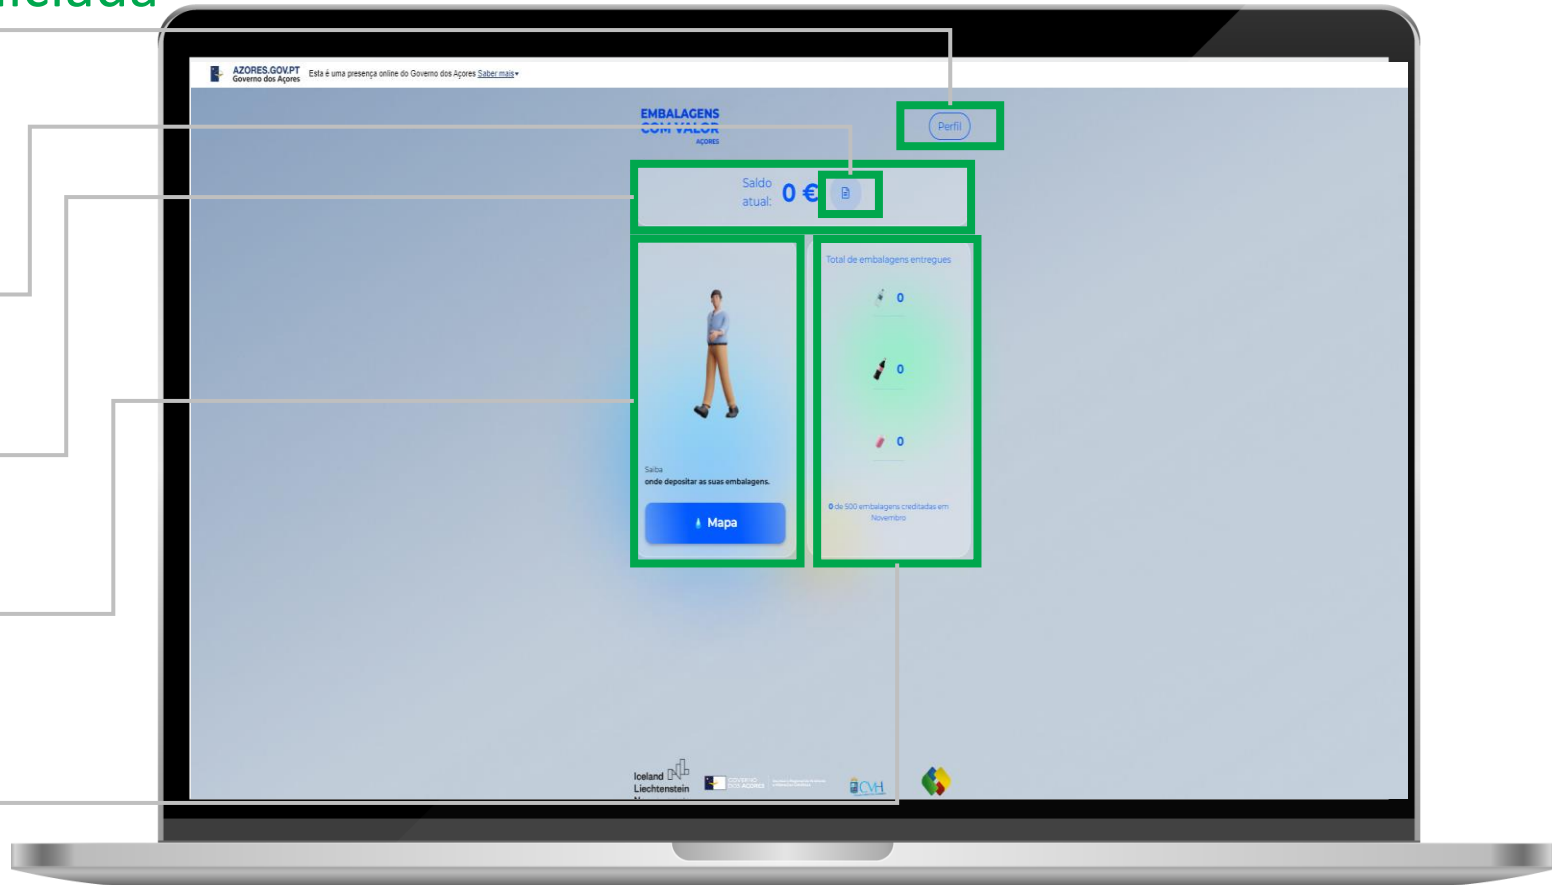 AZORES.GOV.PT
Governo dos Açores
Esta é uma presença online do Governo dos Açores Saber mais
EMBALAGENS
COM VALOR
AÇORES
Perfil
Saldo
atual:
0 €
Total de embalagens entregues
0
0
0
Saiba
onde depositar as suas embalagens.
Mapa
0 de 500 embalagens creditadas em
Novembro
Iceland
Liechtenstein
GOVERNO
DOS AÇORES
CVH